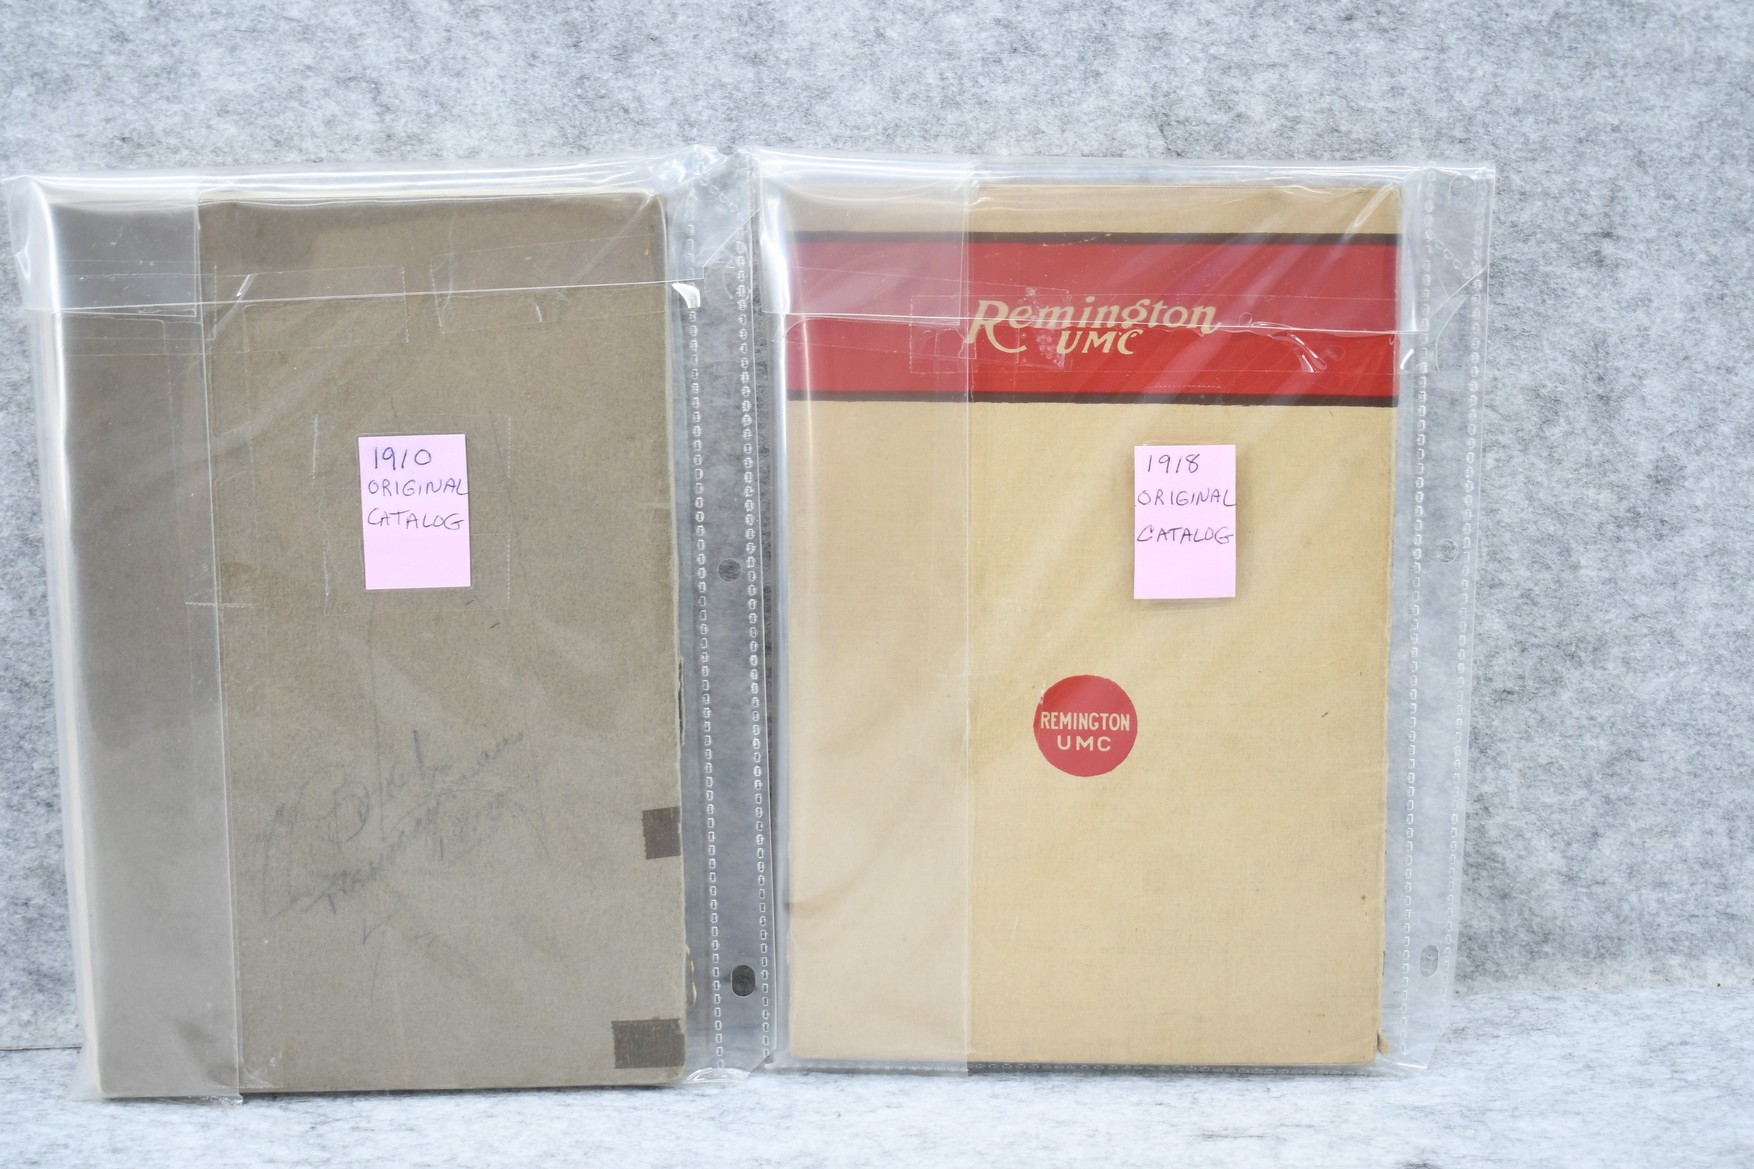 1910
ORIGINAL
CATALOG
Remington
UMC
1918
ORIGINAL
CATALOG
REMINGTON
UMC